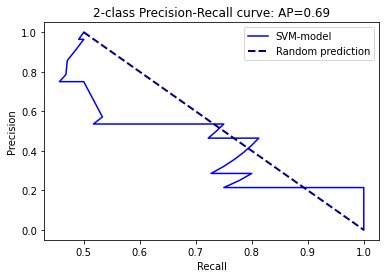 2-class Precision-Recall curve: AP=0.69
SVM-model
Random prediction
Precision
1.0
0.8
0.6
0.4
0.2
0.0
0.5 0.6 0.7 0.8 0.9 1.0
Recall